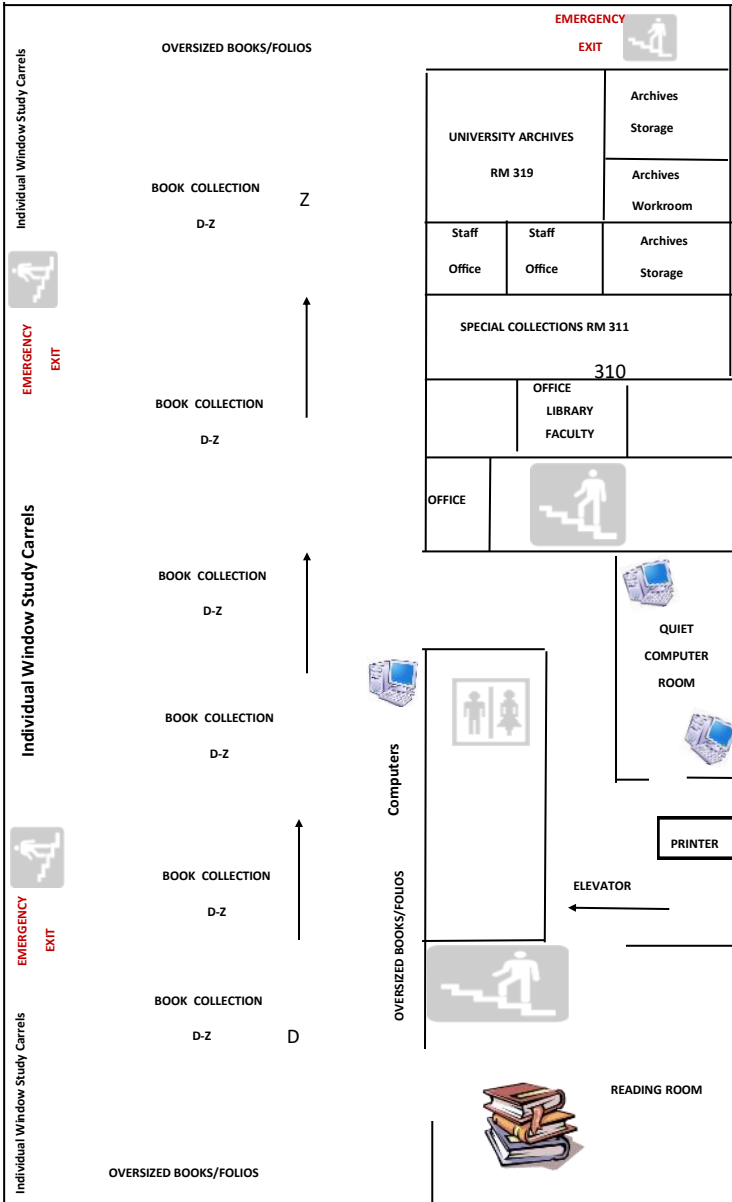 EMERGENCY
EXIT
OVERSIZED BOOKS/FOLIOS
Individual Window Study Carrels
Archives
Storage
UNIVERSITY ARCHIVES
RM 319
Archives
Workroom
BOOK COLLECTION
Z
D-Z
Staff
Office
Staff
Office
Archives
Storage
EMERGENCY
EXIT
SPECIAL COLLECTIONS RM 311
310
OFFICE
LIBRARY
FACULTY
BOOK COLLECTION
D-Z
OFFICE
Individual Window Study Carrels
BOOK COLLECTION
D-Z
QUIET
COMPUTER
ROOM
BOOK COLLECTION
D-Z
Computers
PRINTER
BOOK COLLECTION
D-Z
ELEVATOR
EMERGENCY
EXIT
OVERSIZED BOOKS/FOLIOS
BOOK COLLECTION
D-Z
D
Individual Window Study Carrels
READING ROOM
OVERSIZED BOOKS/FOLIOS